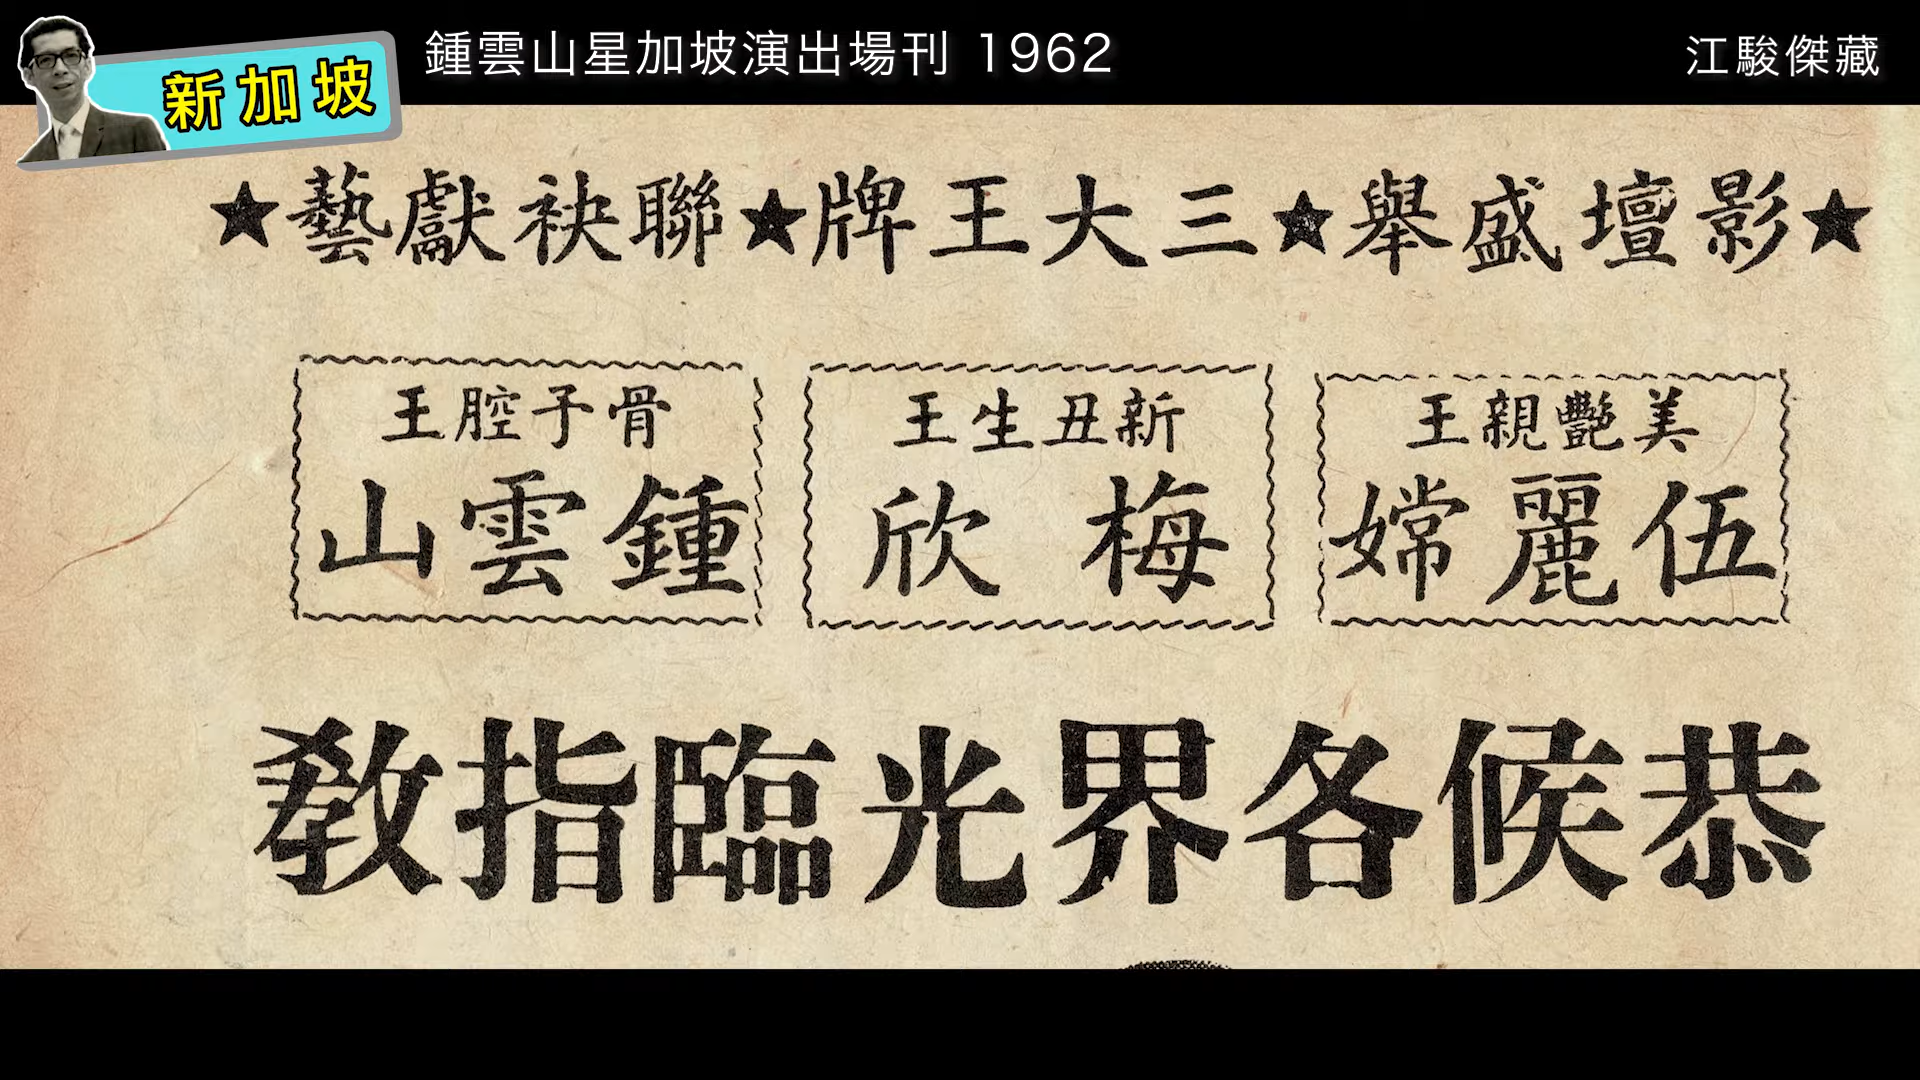 新加坡
鍾雲山星加坡演出場刊 1962
江駿傑藏
★影壇盛舉★三大王牌★聯袂獻藝★
美艷親王
伍麗嫦
新丑生王
梅欣
骨子腔王
鍾雲山
恭候各界光臨指教